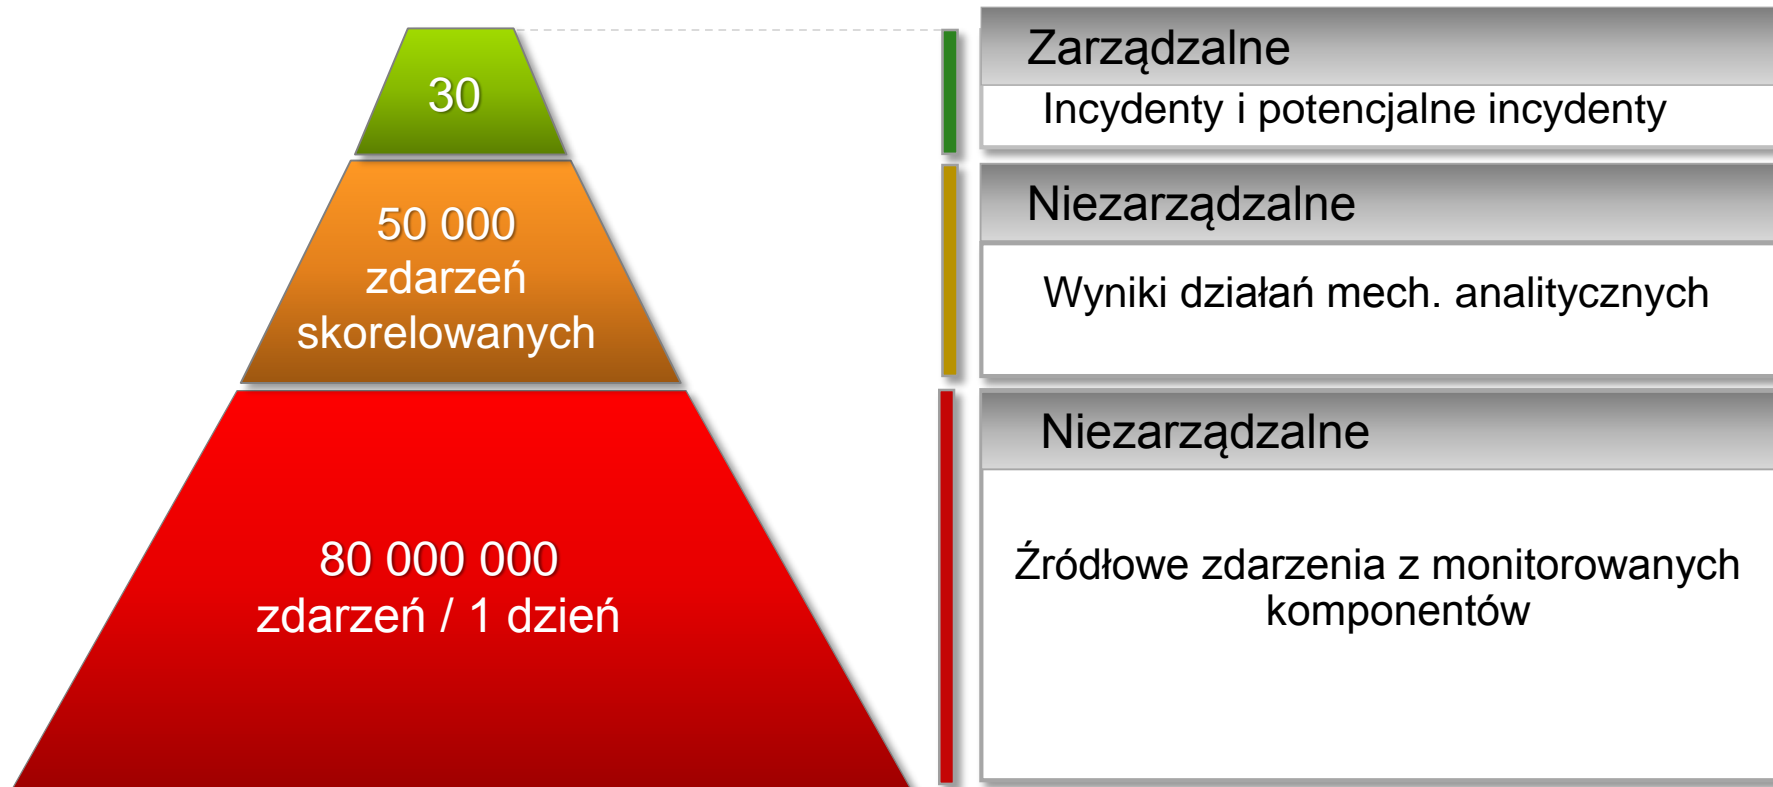 30
Zarządzalne
Incydenty i potencjalne incydenty
50 000
zdarzeń
skorelowanych
Niezarządzalne
Wyniki działań mech. analitycznych
80 000 000
zdarzeń / 1 dzień
Niezarządzalne
Źródłowe zdarzenia z monitorowanych
komponentów